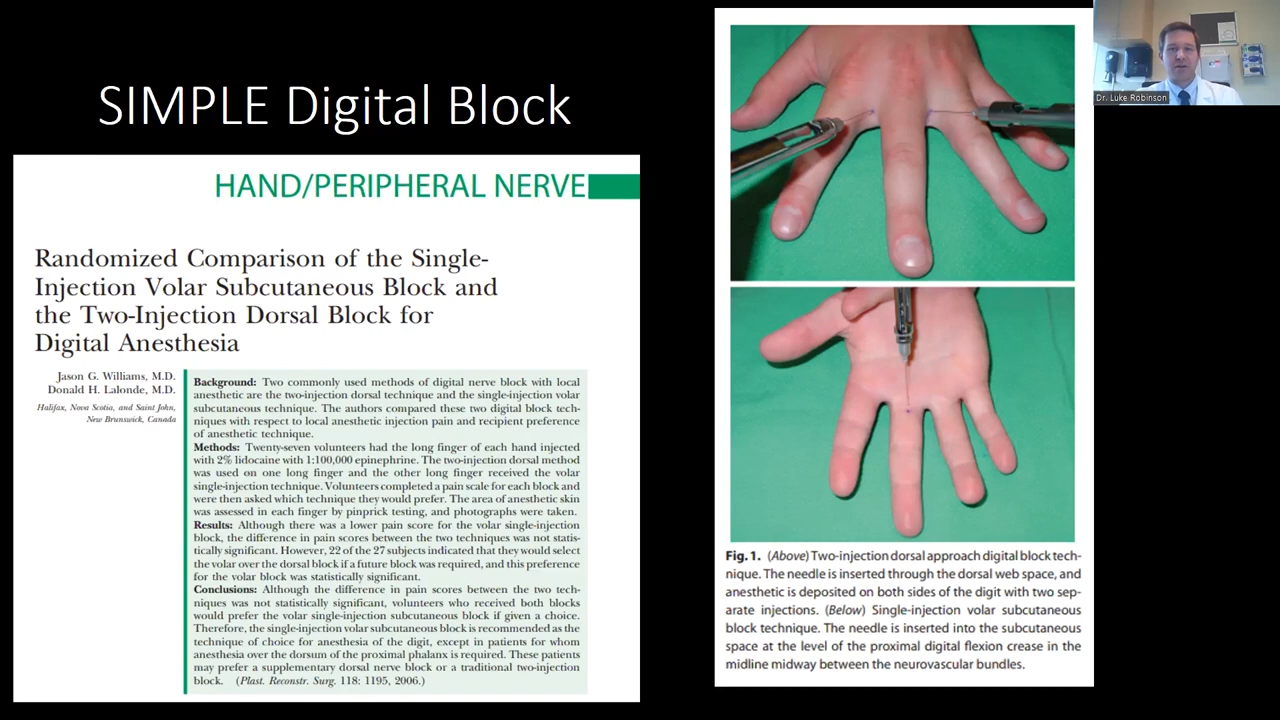 SIMPLE Digital Block
HAND/PERIPHERAL NERVE
Randomized Comparison of the Single-
Injection Volar Subcutaneous Block and
the Two-Injection Dorsal Block for
Digital Anesthesia
Jason G. Williams, M.D.
Donald H. Lalonde, M.D.
Halifax, Nova Scotia, and Saint John,
New Brunswick, Canada
Background: Two commonly used methods of digital nerve block with local
anesthetic are the two-injection dorsal technique and the single-injection volar
subcutaneous technique. The authors compared these two digital block tech-
niques with respect to local anesthetic injection pain and recipient preference
of anesthetic technique.
Methods: Twenty-seven volunteers had the long finger of each hand injected
with 2% lidocaine with 1:100,000 epinephrine. The two-injection dorsal method
was used on one long finger and the other long finger received the volar
single-injection technique. Volunteers completed a pain scale for each block and
were then asked which technique they would prefer. The area of anesthetic skin
was assessed in each finger by pinprick testing, and photographs were taken.
Results: Although there was a lower pain score for the volar single-injection
block, the difference in pain scores between the two techniques was not statis-
tically significant. However, 22 of the 27 subjects indicated that they would select
the volar over the dorsal block if a future block was required, and this preference
for the volar block was statistically significant.
Conclusions: Although the difference in pain scores between the two tech-
niques was not statistically significant, volunteers who received both blocks
would prefer the volar single-injection subcutaneous block if given a choice.
Therefore, the single-injection volar subcutaneous block is recommended as the
technique of choice for anesthesia of the digit, except in patients for whom
anesthesia over the dorsum of the proximal phalanx is required. These patients
may prefer a supplementary dorsal nerve block or a traditional two-injection
block. (Plast. Reconstr. Surg. 118: 1195, 2006.)
Fig. 1. (Above) Two-injection dorsal approach digital block tech-
nique. The needle is inserted through the dorsal web space, and
anesthetic is deposited on both sides of the digit with two sep-
arate injections. (Below) Single-injection volar subcutaneous
block technique. The needle is inserted into the subcutaneous
space at the level of the proximal digital flexion crease in the
midline midway between the neurovascular bundles.
Dr. Luke Robinson